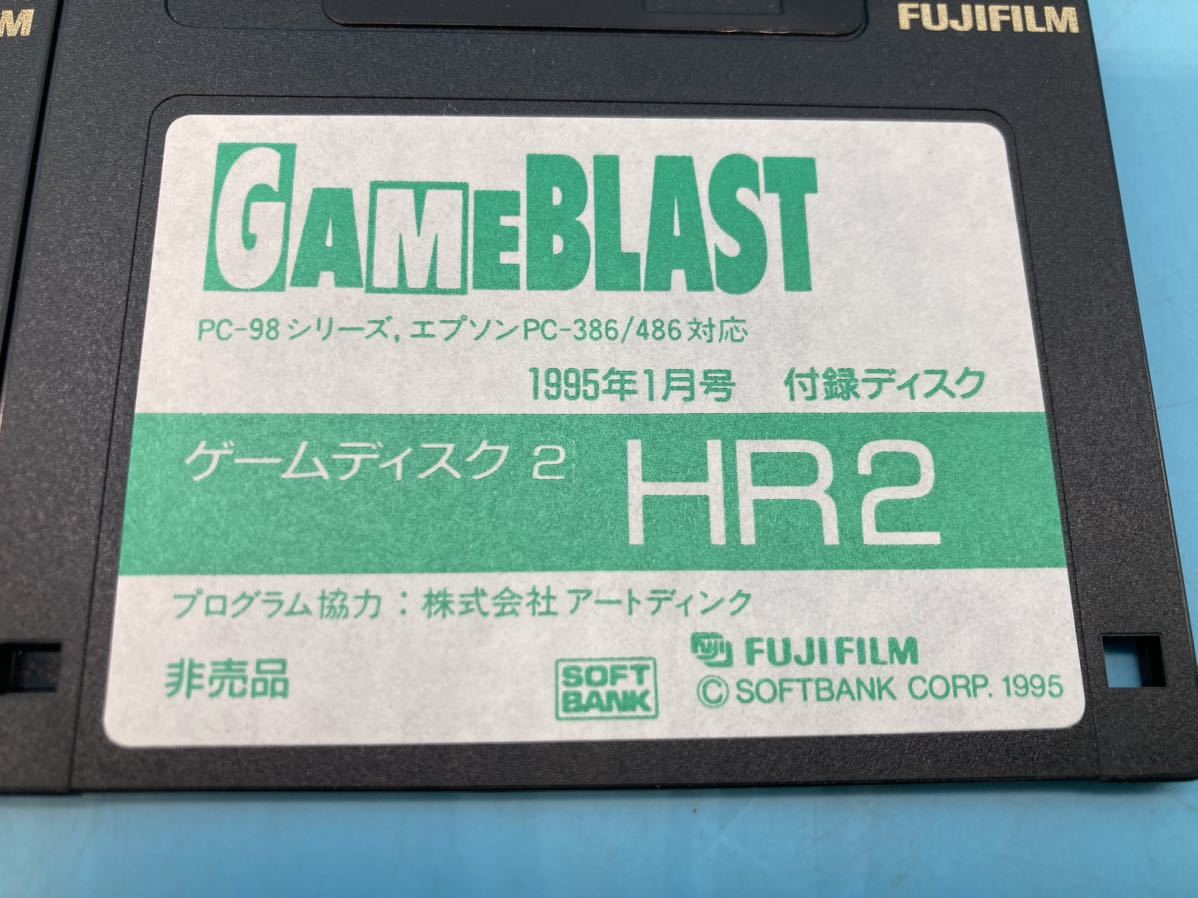 M
FUJIFILM
GAMEBLAST
PC-98シリーズ,エプソンPC-386/486対応
1995年1月号 付録ディスク
ゲームディスク2 HR2
プログラム協力:株式会社アートディンク
非売品
SOFT
BANK
FUJI FUJIFILM
©SOFTBANK CORP. 1995